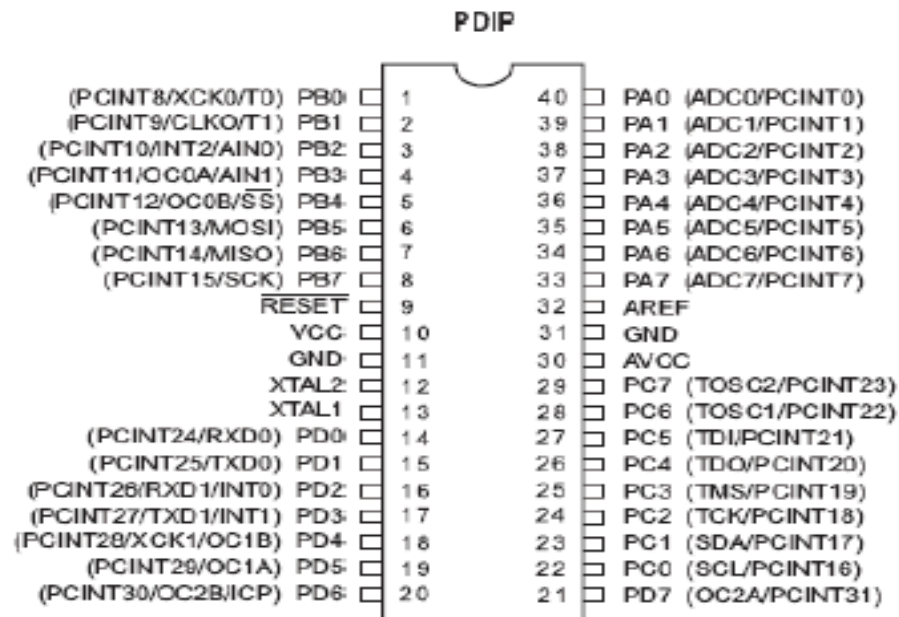 PDIP
(PCINT8/XCK0/T0) PB0 1 40 PA0 (ADC0/PCINT0)
(PCINT9/CLKO/T1) PB1 2 39 PA1 (ADC1/PCINT1)
(PCINT10/INT2/AIN0) PB2 3 38 PA2 (ADC2/PCINT2)
(PCINT11/OC0A/AIN1) PB3 4 37 PA3 (ADC3/PCINT3)
(PCINT12/OC0B/S̅S̅) PB4 5 36 PA4 (ADC4/PCINT4)
(PCINT13/MOSI) PB5 6 35 PA5 (ADC5/PCINT5)
(PCINT14/MISO) PB6 7 34 PA6 (ADC6/PCINT6)
(PCINT15/SCK) PB7 8 33 PA7 (ADC7/PCINT7)
R̅E̅S̅E̅T̅ 9 32 AREF
VCC 10 31 GND
GND 11 30 AVCC
XTAL2 12 29 PC7 (TOSC2/PCINT23)
XTAL1 13 28 PC6 (TOSC1/PCINT22)
(PCINT24/RXD0) PD0 14 27 PC5 (TDI/PCINT21)
(PCINT25/TXD0) PD1 15 26 PC4 (TDO/PCINT20)
(PCINT26/RXD1/INT0) PD2 16 25 PC3 (TMS/PCINT19)
(PCINT27/TXD1/INT1) PD3 17 24 PC2 (TCK/PCINT18)
(PCINT28/XCK1/OC1B) PD4 18 23 PC1 (SDA/PCINT17)
(PCINT29/OC1A) PD5 19 22 PC0 (SCL/PCINT16)
(PCINT30/OC2B/ICP) PD6 20 21 PD7 (OC2A/PCINT31)